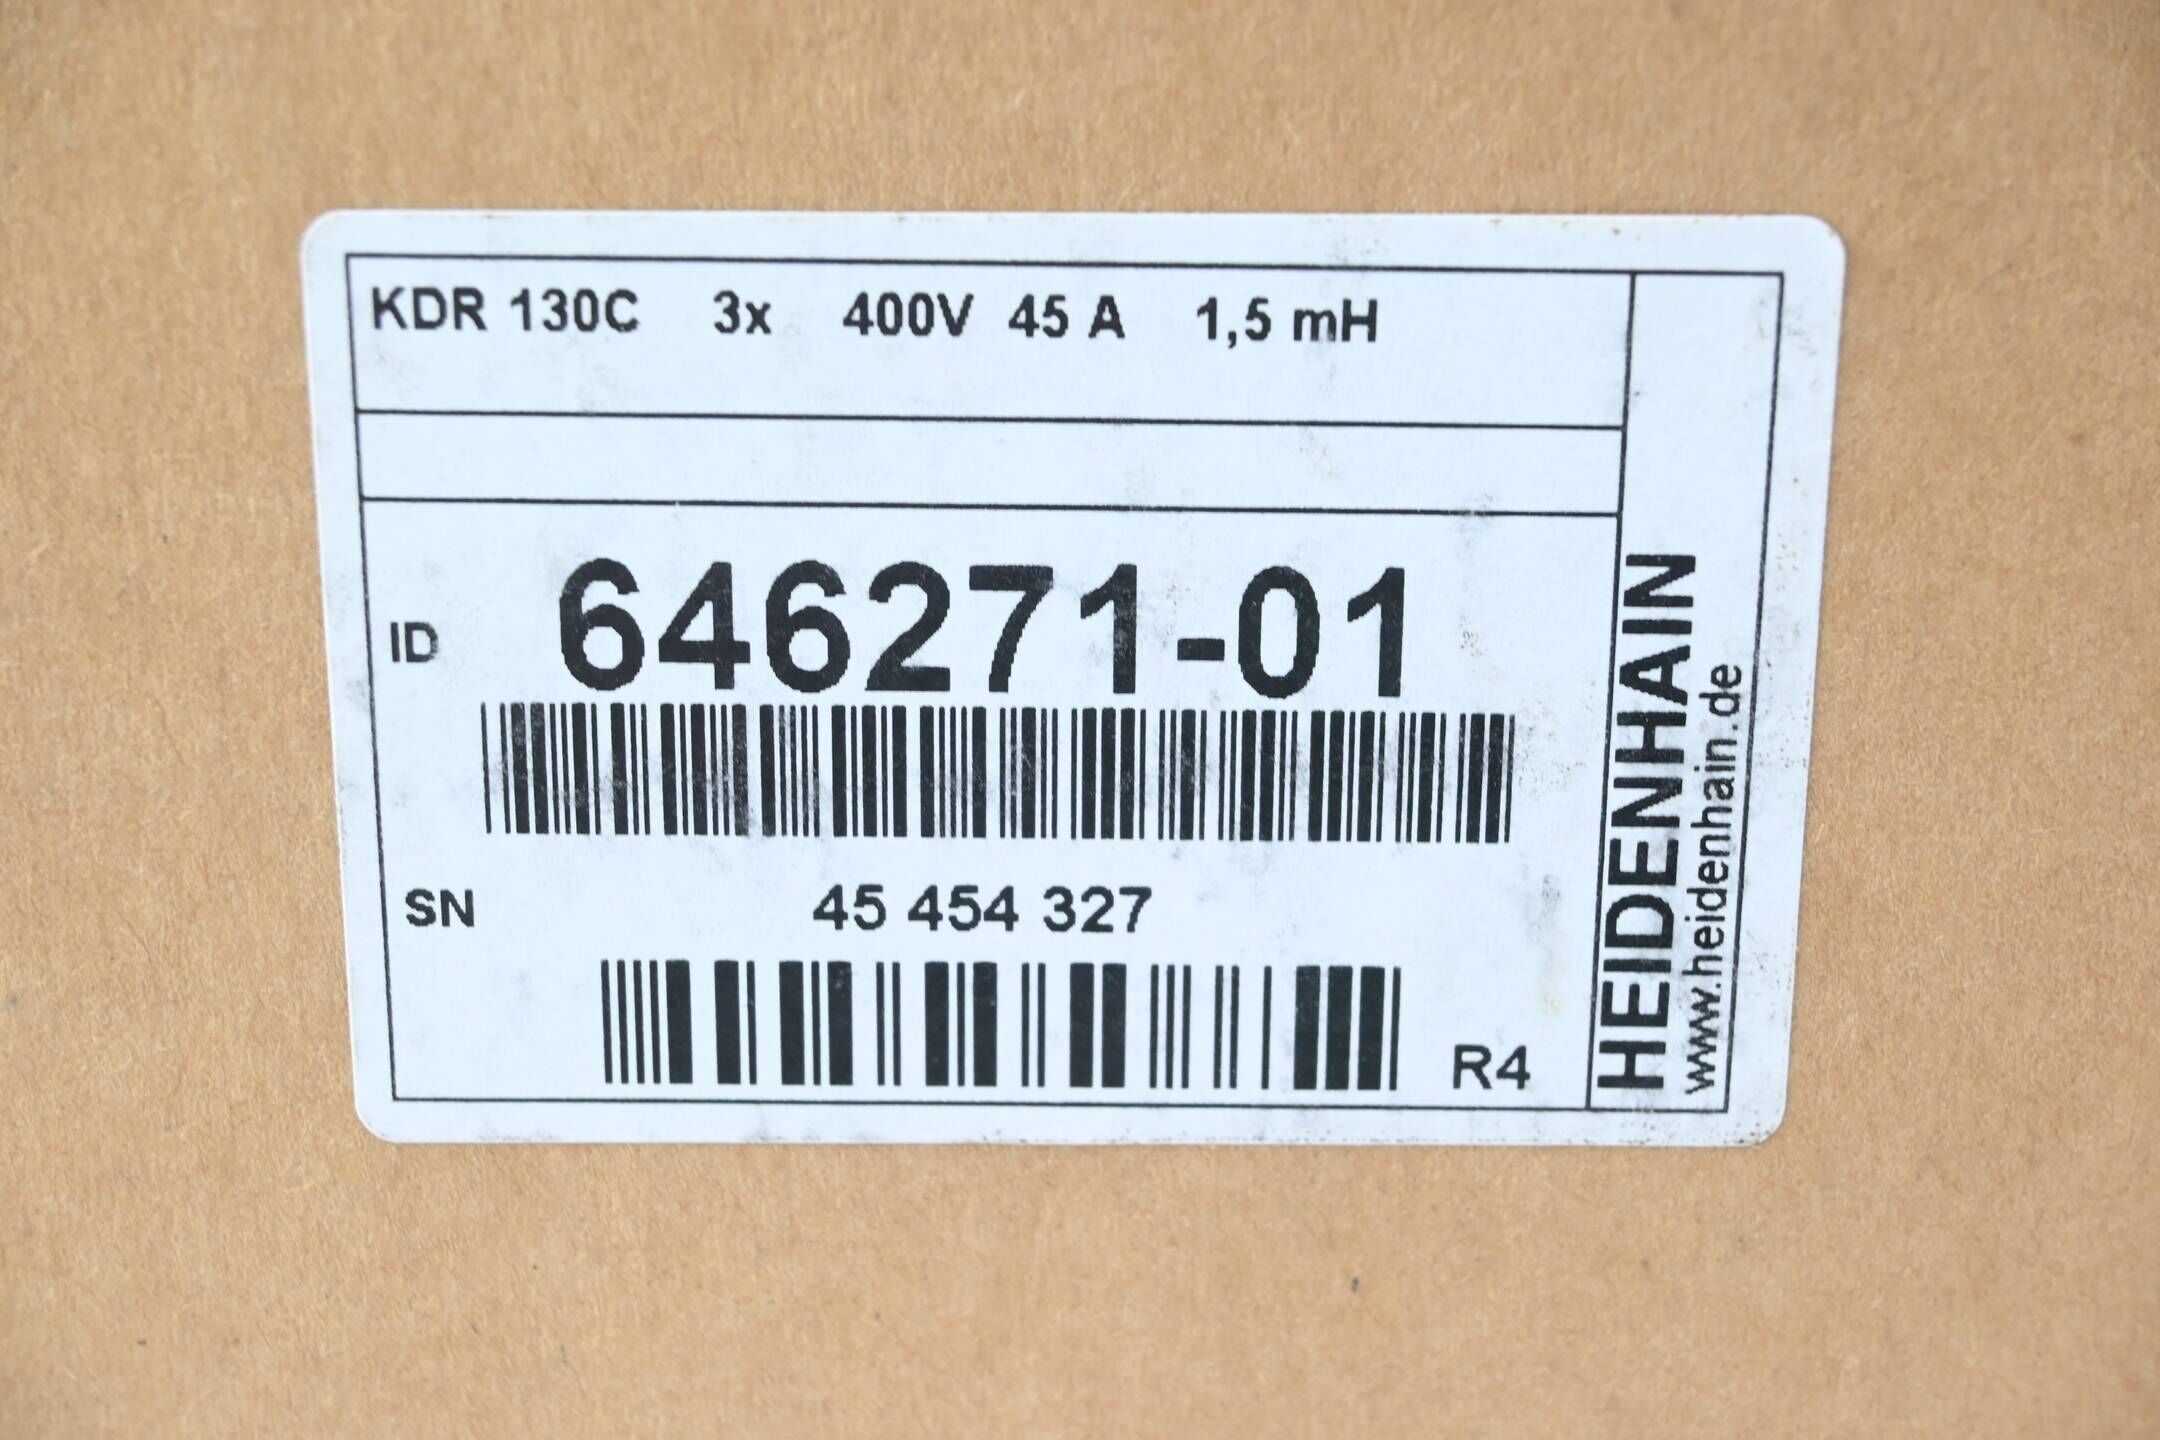 KDR 130C 3x 400V 45 A 1,5 mH
ID 646271-01
SN 45 454 327
R4
HEIDENHAIN
www.heidenhain.de